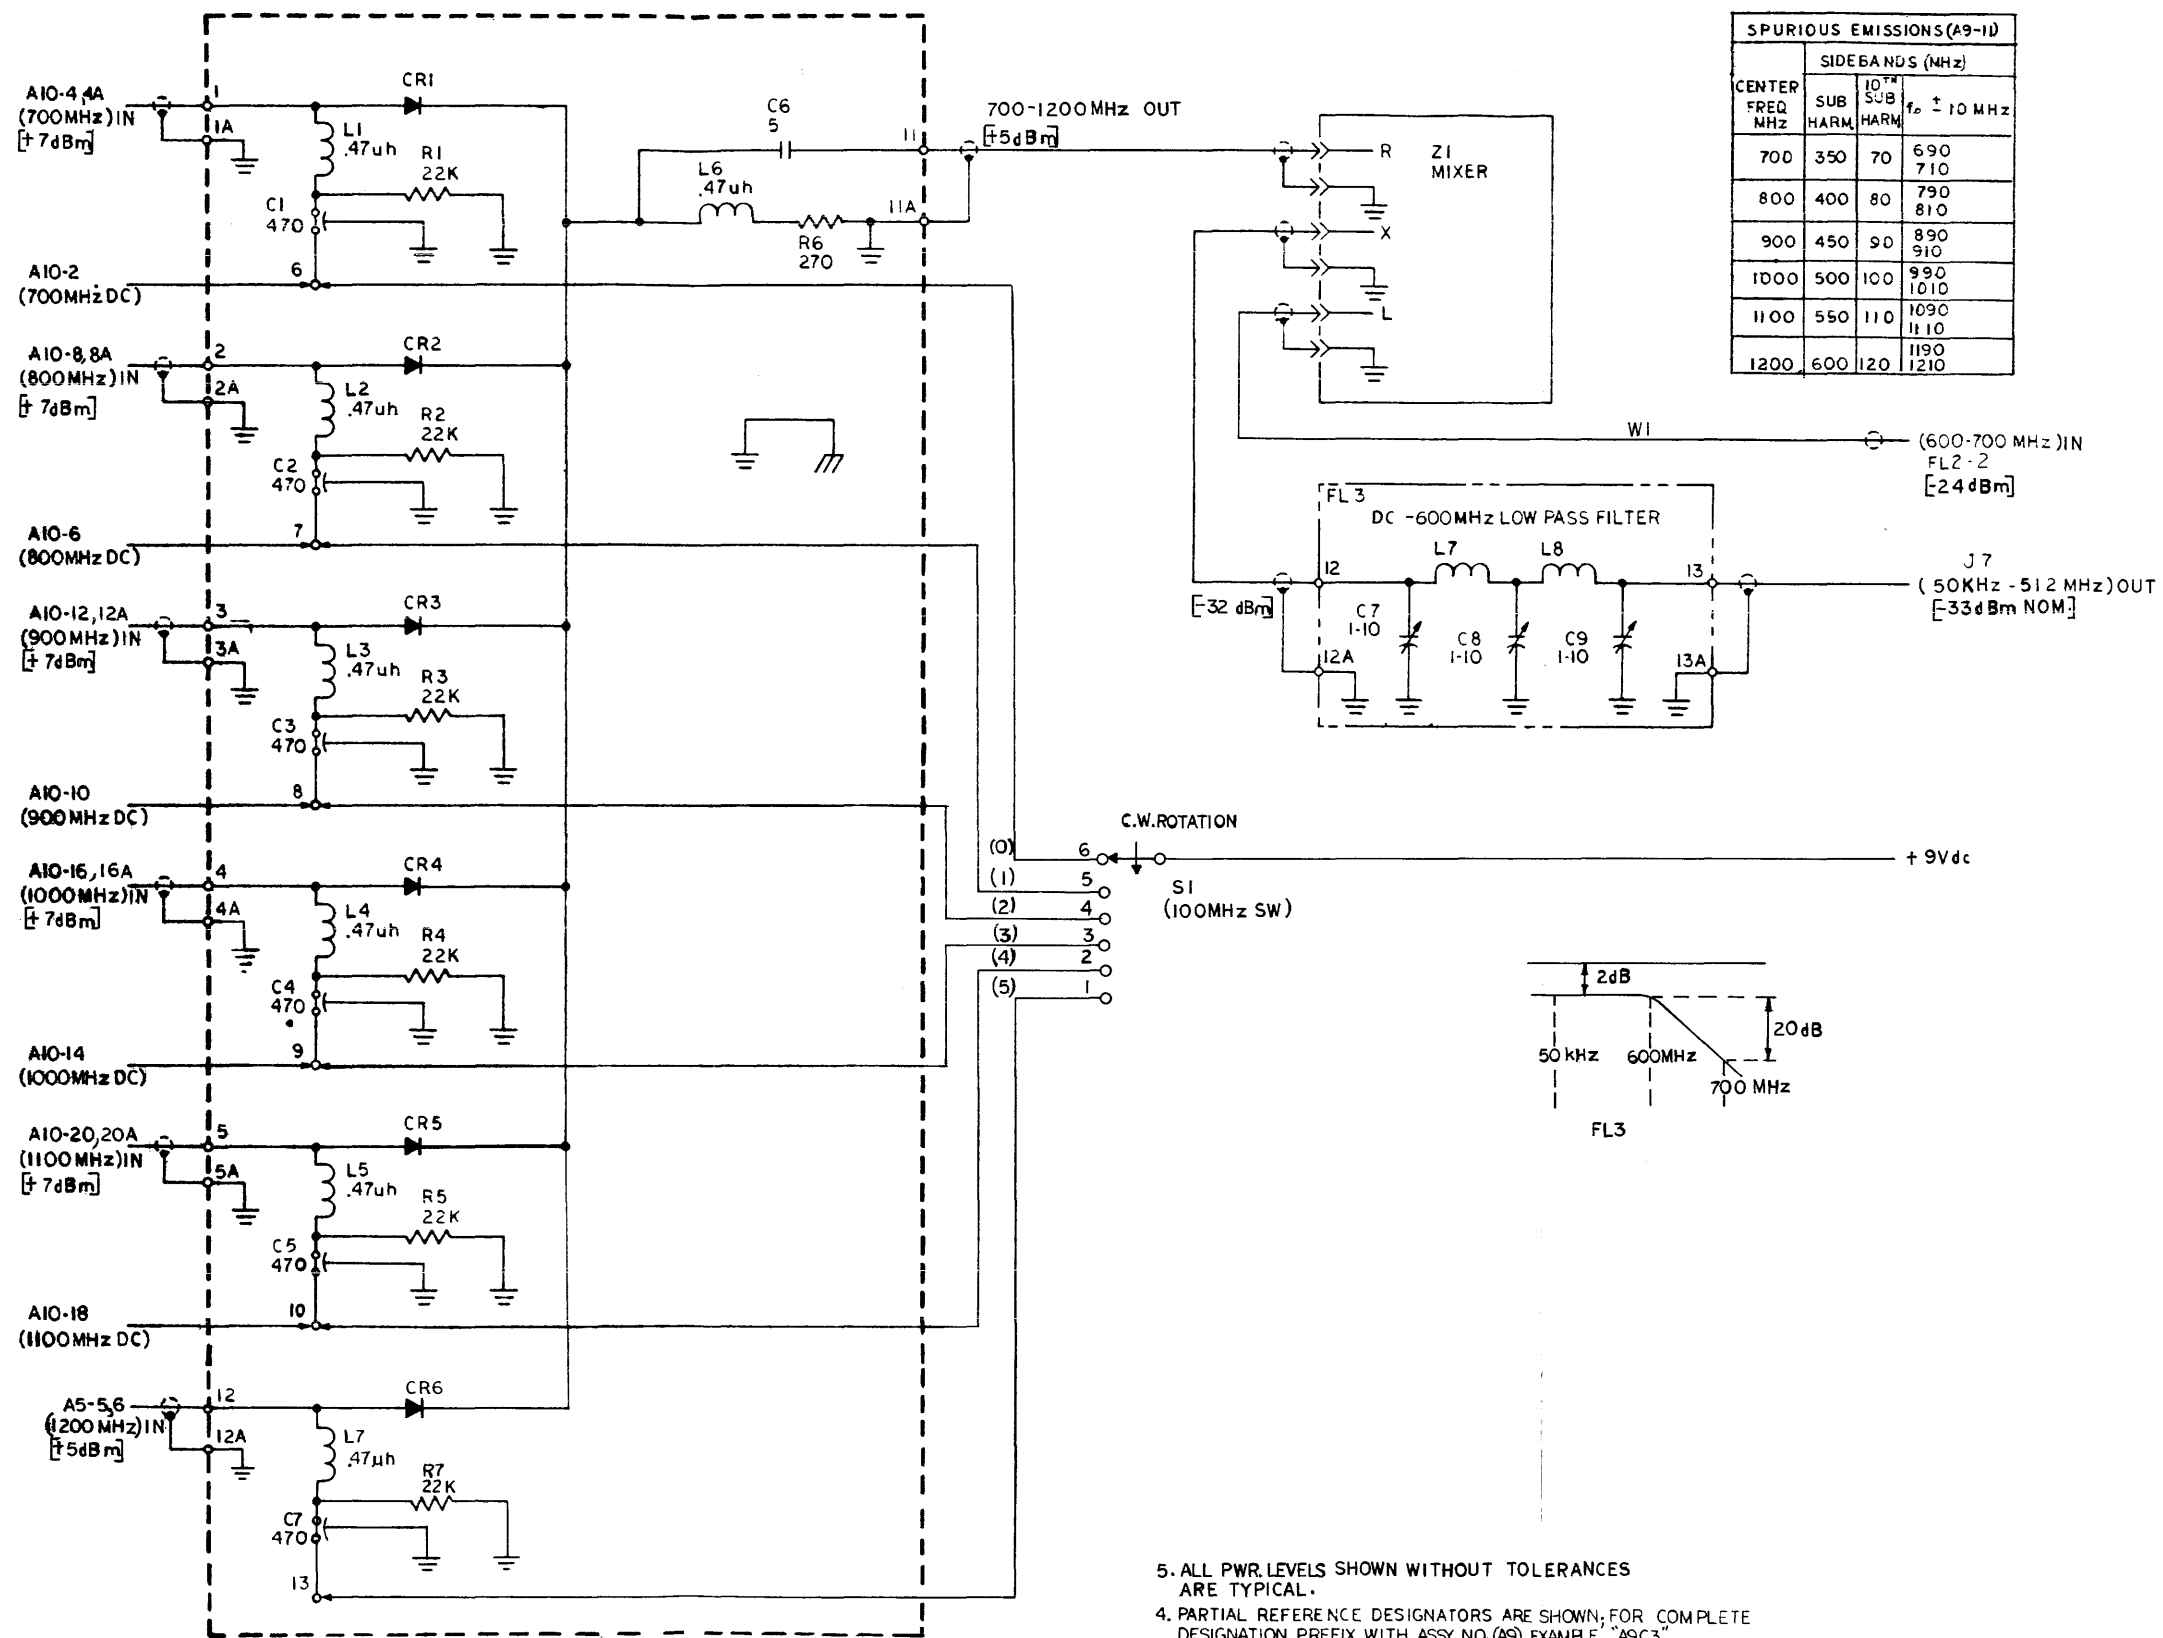 SPURIOUS EMISSIONS(A9-11)
SIDEBANDS (MHz)
CENTER FREQ MHz
SUB HARM.
10TH SUB HARM
fo ± 10 MHz
700 350 70 690 710
800 400 80 790 810
900 450 90 890 910
1000 500 100 990 1010
1100 550 110 1090 1110
1200 600 120 1190 1210
A10-4,4A
(700MHz)IN
[+7dBm]
1
1A
CR1
L1
.47uh
R1
22K
C1
470
A10-2
(700MHz DC)
6
C6
5
11
L6
.47uh
11A
R6
270
700-1200MHz OUT
[+5dBm]
R
Z1
MIXER
X
L
W1
(600-700 MHz)IN
FL2-2
[-24dBm]
A10-8,8A
(800MHz)IN
[+7dBm]
2
2A
CR2
L2
.47uh
R2
22K
C2
470
A10-6
(800MHz DC)
7
FL3
DC -600MHz LOW PASS FILTER
12
L7
L8
13
[-32 dBm]
C7
1-10
C8
1-10
C9
1-10
12A
13A
J7
(50KHz -512 MHz)OUT
[-33dBm NOM]
A10-12,12A
(900MHz)IN
[+7dBm]
3
3A
CR3
L3
.47uh
R3
22K
C3
470
A10-10
(900MHz DC)
8
C.W.ROTATION
(0) 6
(1) 5
(2) 4
(3) 3
(4) 2
(5) 1
S1
(100MHz SW)
+9Vdc
A10-16,16A
(1000MHz)IN
[+7dBm]
4
4A
CR4
L4
.47uh
R4
22K
C4
470
A10-14
(1000MHz DC)
9
2dB
20dB
50 kHz
600MHz
700 MHz
FL3
A10-20,20A
(1100MHz)IN
[+7dBm]
5
5A
CR5
L5
.47uh
R5
22K
C5
470
A10-18
(1100MHz DC)
10
A5-5,6
(1200MHz)IN
[+5dBm]
12
12A
CR6
L7
.47µh
R7
22K
C7
470
13
5. ALL PWR. LEVELS SHOWN WITHOUT TOLERANCES
ARE TYPICAL.
4. PARTIAL REFERENCE DESIGNATORS ARE SHOWN; FOR COMPLETE
DESIGNATION PREFIX WITH ASSY NO.(A9) EXAMPLE, "A9C3"